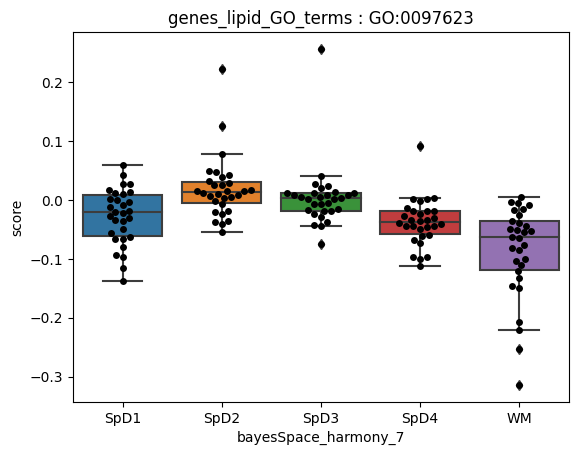 genes_lipid_GO_terms : GO:0097623
0.2
0.1
0.0
−0.1
−0.2
−0.3
score
SpD1 SpD2 SpD3 SpD4 WM
bayesSpace_harmony_7